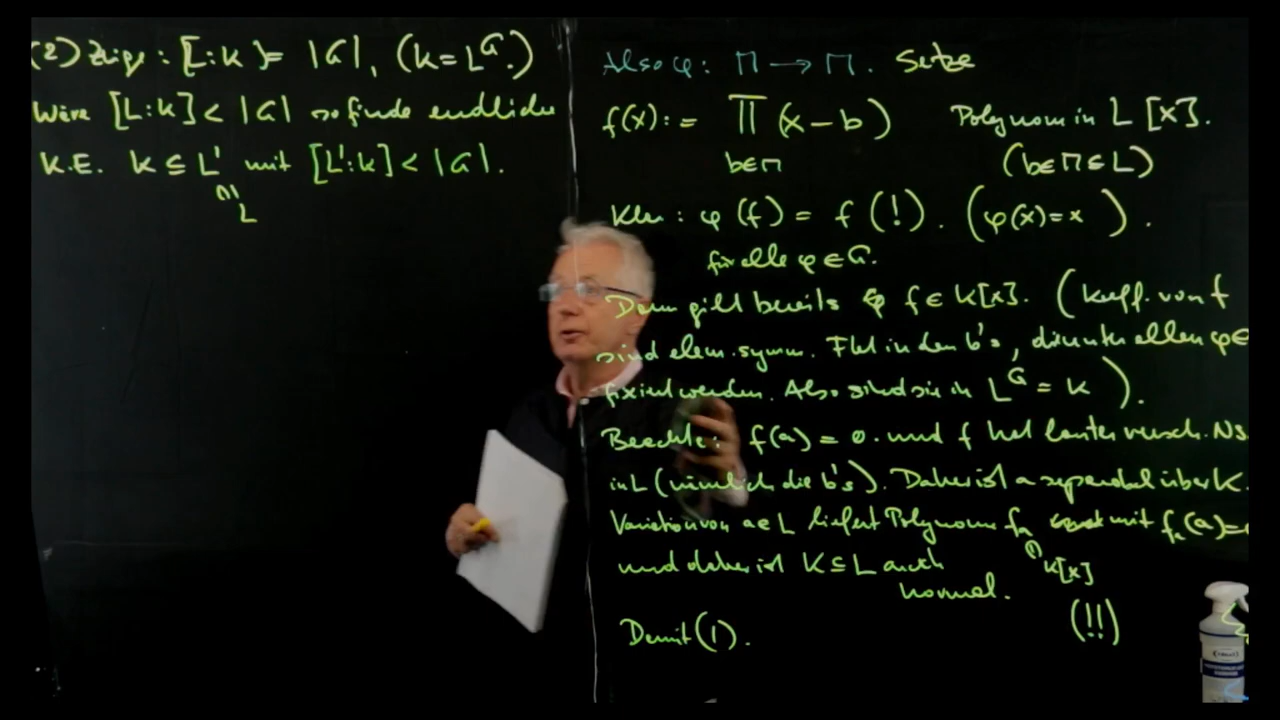 (2) Zeige: [L:K] = |G|, (K = L^G.)
Wäre [L:K] < |G| so finde endliche
K.E. K ⊆ L' mit [L':K] < |G|.
∩|
L
Also φ: M → M. Setze
f(x) := ∏ (x − b) Polynom in L [x].
b∈M (b∈M⊆L)
Klar: φ (f) = f (!). (φ(x) = x).
für alle φ ∈ G.
Dann gilt bereits f ∈ K[x]. (Koeff. von f
sind elem. symm. Fkt in den b's, die unter allen φ∈
fixiert werden. Also sind sie in L^G = K).
Beachte: f(a) = 0. und f hat lauter versch. NS.
in L (nämlich die b's). Daher ist a separabel über K.
Variation von a∈L liefert Polynome f_a mit f_a(a)=
∩
K[x]
und daher ist K ⊆ L auch
normal.
(!!)
Damit (1).